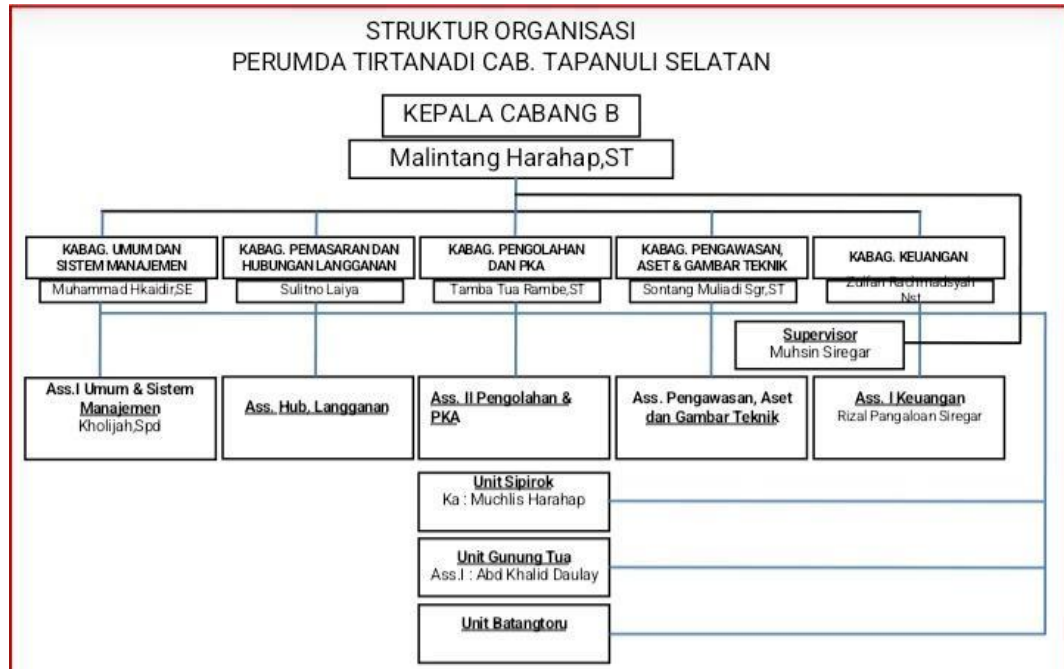 STRUKTUR ORGANISASI
PERUMDA TIRTANADI CAB. TAPANULI SELATAN
KEPALA CABANG B
Malintang Harahap,ST
KABAG. UMUM DAN
SISTEM MANAJEMEN
Muhammad Hkaidir,SE
KABAG. PEMASARAN DAN
HUBUNGAN LANGGANAN
Sulitno Laiya
KABAG. PENGOLAHAN
DAN PKA
Tamba Tua Rambe,ST
KABAG. PENGAWASAN,
ASET & GAMBAR TEKNIK
Sontang Muliadi Sgr,ST
KABAG. KEUANGAN
Zulfan Rachmadsyah
Nst
Supervisor
Muhsin Siregar
Ass.I Umum & Sistem
Manajemen
Kholijah,Spd
Ass. Hub, Langganan
Ass. II Pengolahan &
PKA
Ass. Pengawasan, Aset
dan Gambar Teknik
Ass. I Keuangan
Rizal Pangaloan Siregar
Unit Sipirok
Ka : Muchlis Harahap
Unit Gunung Tua
Ass.I : Abd Khalid Daulay
Unit Batangtoru